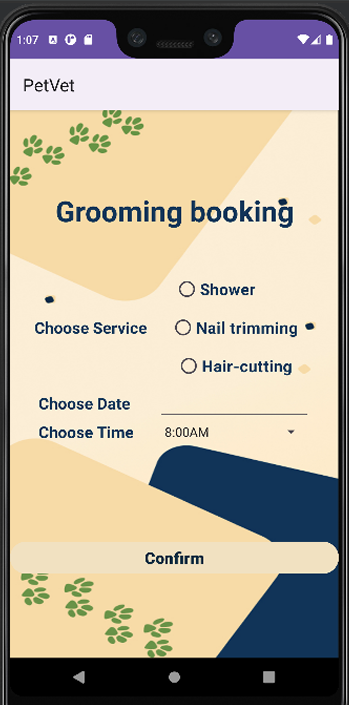 1:07
PetVet
Grooming booking
Shower
Choose Service
Nail trimming
Hair-cutting
Choose Date
Choose Time
8:00AM
Confirm